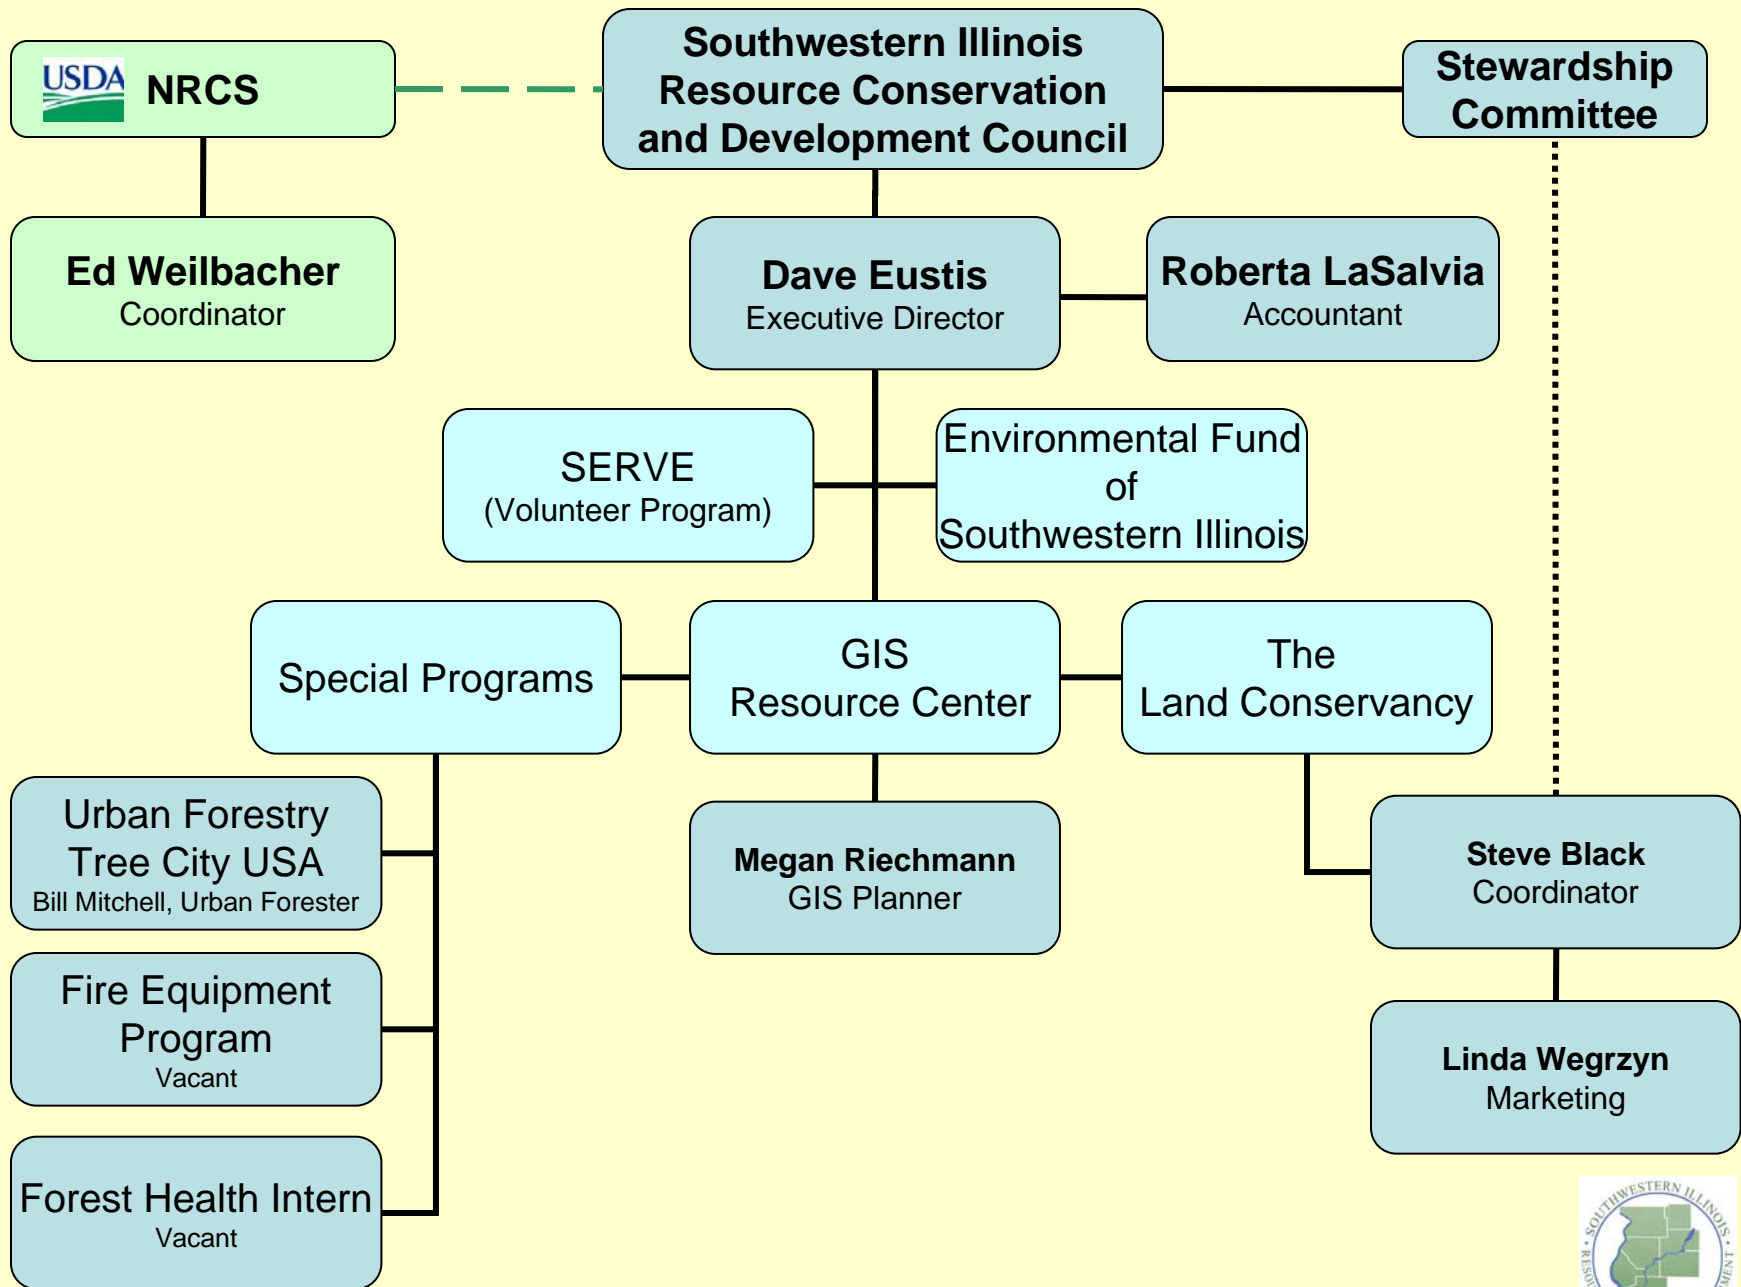 USDA NRCS
Southwestern Illinois
Resource Conservation
and Development Council
Stewardship
Committee
Ed Weilbacher
Coordinator
Dave Eustis
Executive Director
Roberta LaSalvia
Accountant
SERVE
(Volunteer Program)
Environmental Fund
of
Southwestern Illinois
Special Programs
GIS
Resource Center
The
Land Conservancy
Urban Forestry
Tree City USA
Bill Mitchell, Urban Forester
Megan Riechmann
GIS Planner
Steve Black
Coordinator
Fire Equipment
Program
Vacant
Linda Wegrzyn
Marketing
Forest Health Intern
Vacant
SOUTHWESTERN ILLINOIS